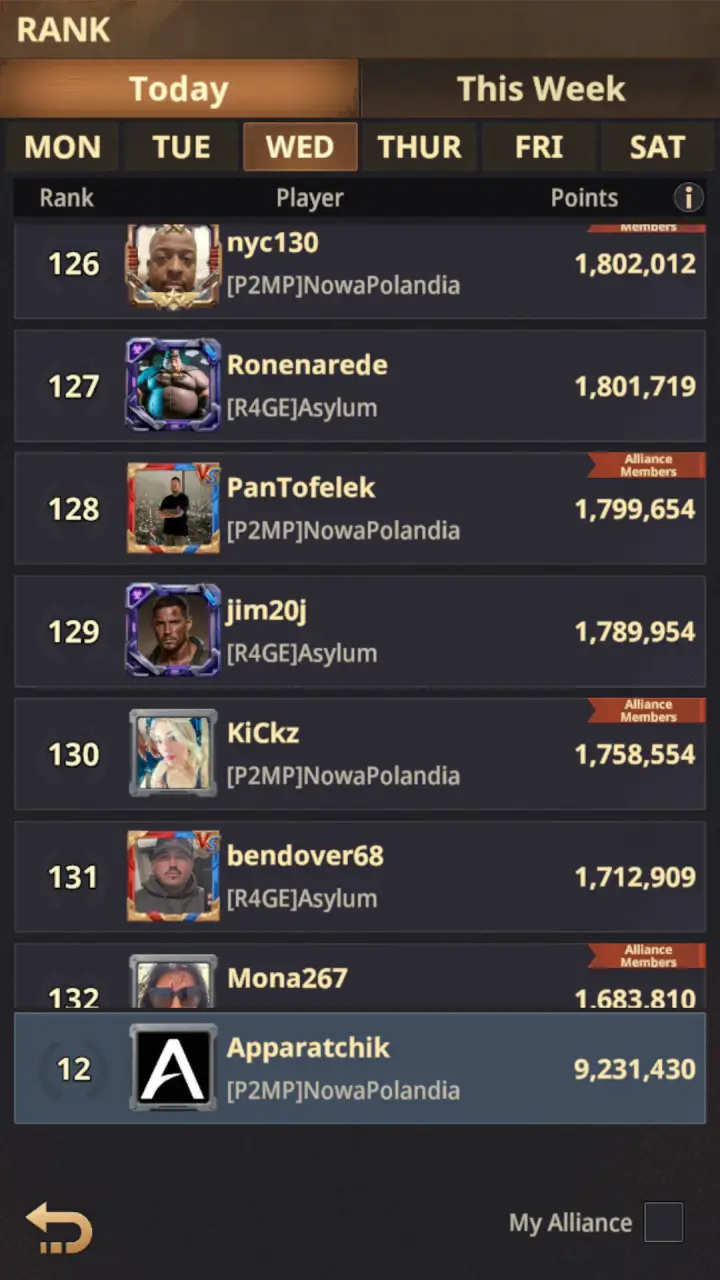 RANK
Today
This Week
MON
TUE
WED
THUR
FRI
SAT
Rank
Player
Points
Members
126
nyc130
[P2MP]NowaPolandia
1,802,012
127
Ronenarede
[R4GE]Asylum
1,801,719
Alliance
Members
128
PanTofelek
[P2MP]NowaPolandia
1,799,654
129
jim20j
[R4GE]Asylum
1,789,954
Alliance
Members
130
KiCkz
[P2MP]NowaPolandia
1,758,554
131
bendover68
[R4GE]Asylum
1,712,909
Alliance
Members
132
Mona267
1,683,810
12
Apparatchik
[P2MP]NowaPolandia
9,231,430
My Alliance